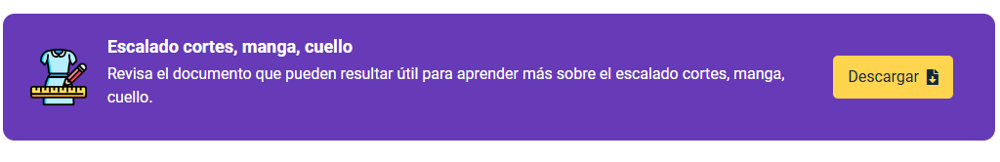 Escalado cortes, manga, cuello
Revisa el documento que pueden resultar útil para aprender más sobre el escalado cortes, manga,
cuello.
Descargar